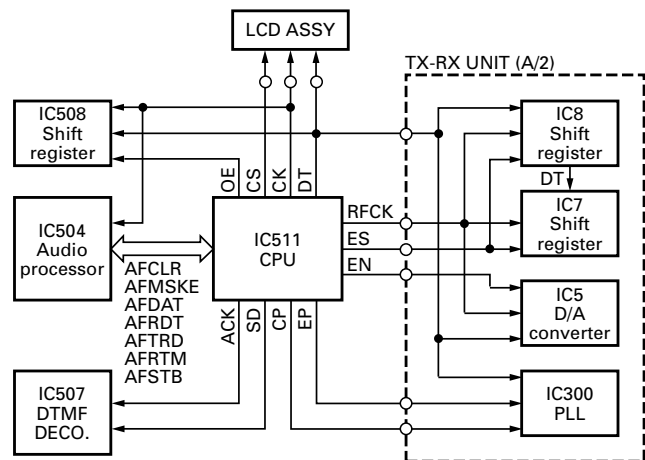 LCD ASSY
TX-RX UNIT (A/2)
IC508
Shift
register
IC8
Shift
register
OE
CS
CK
DT
DT
IC504
Audio
processor
IC511
CPU
RFCK
ES
EN
IC7
Shift
register
AFCLR
AFMSKE
AFDAT
AFRDT
AFTRD
AFRTM
AFSTB
ACK
SD
CP
EP
IC5
D/A
converter
IC507
DTMF
DECO.
IC300
PLL